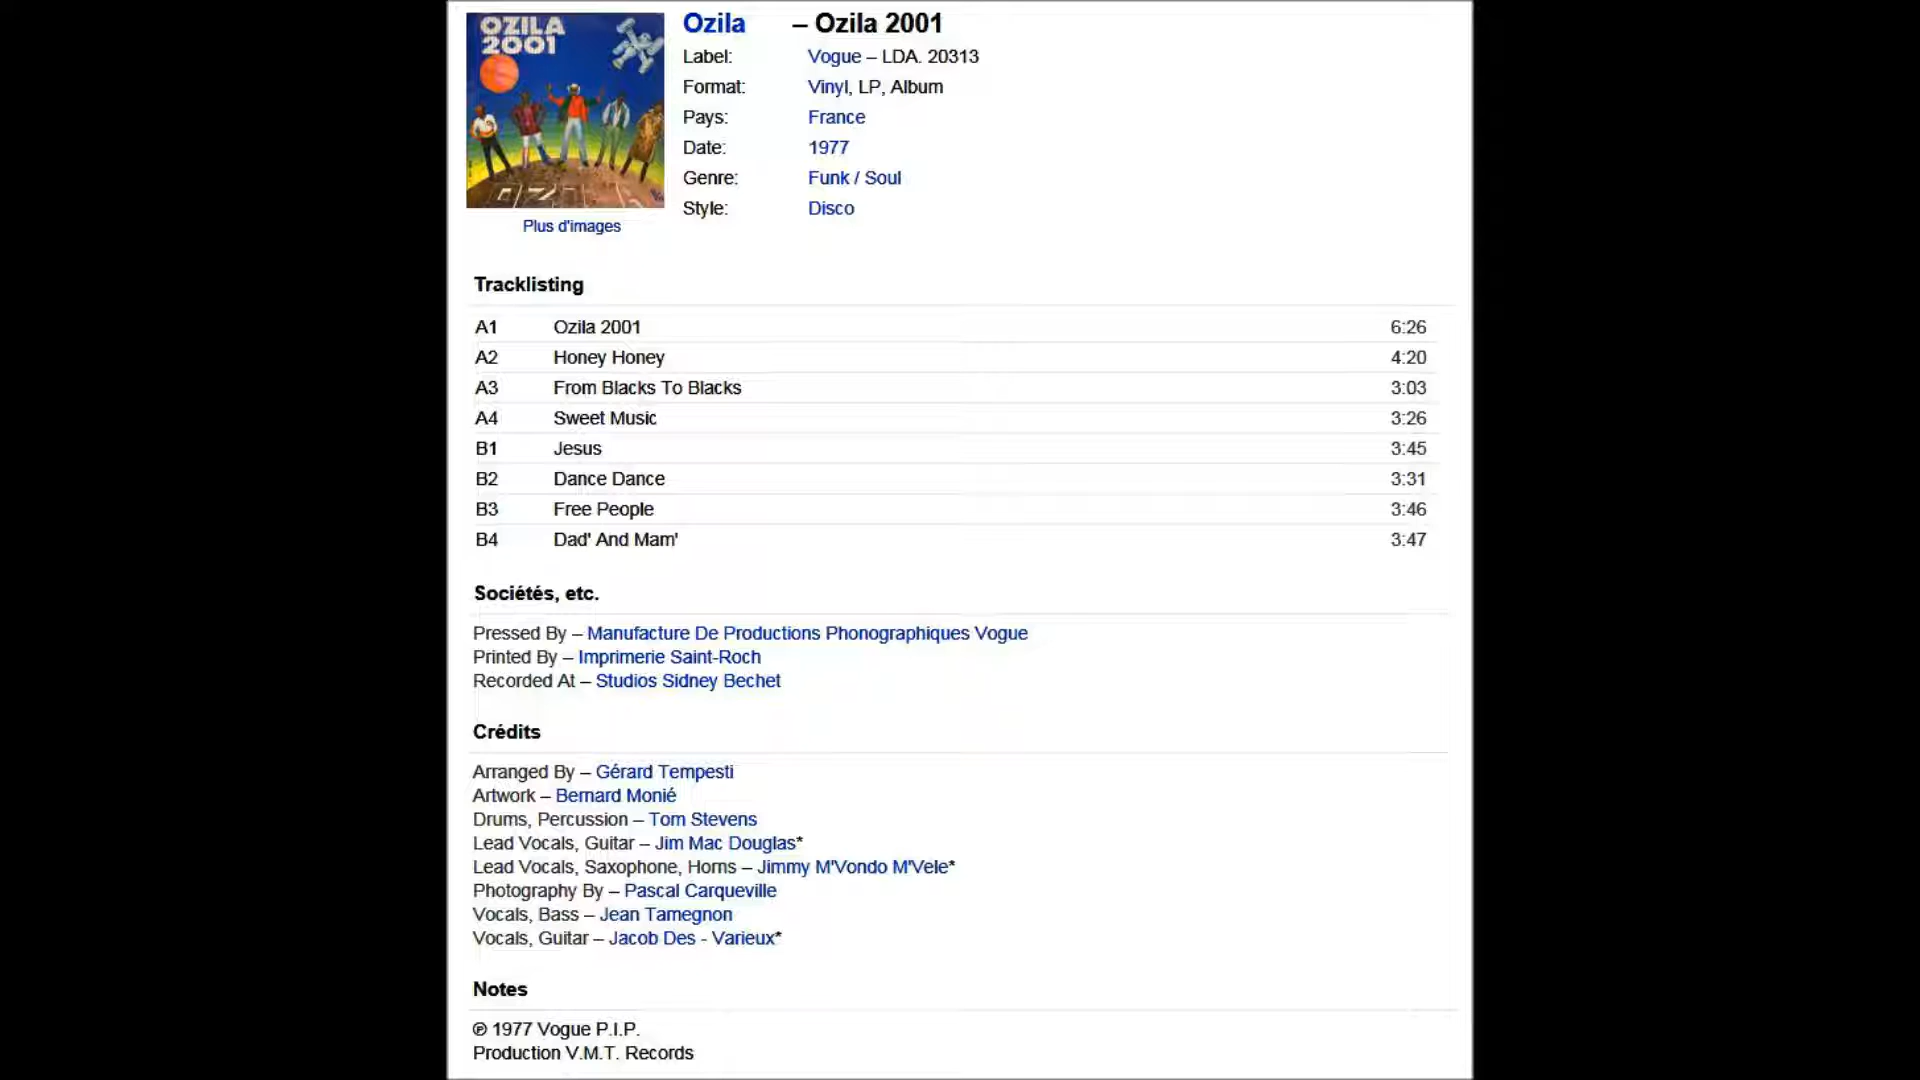 OZILA
2001
OZILA
Ozila – Ozila 2001
Label: Vogue – LDA. 20313
Format: Vinyl, LP, Album
Pays: France
Date: 1977
Genre: Funk / Soul
Style: Disco
Plus d'images
Tracklisting
A1 Ozila 2001 6:26
A2 Honey Honey 4:20
A3 From Blacks To Blacks 3:03
A4 Sweet Music 3:26
B1 Jesus 3:45
B2 Dance Dance 3:31
B3 Free People 3:46
B4 Dad' And Mam' 3:47
Sociétés, etc.
Pressed By – Manufacture De Productions Phonographiques Vogue
Printed By – Imprimerie Saint-Roch
Recorded At – Studios Sidney Bechet
Crédits
Arranged By – Gérard Tempesti
Artwork – Bernard Monié
Drums, Percussion – Tom Stevens
Lead Vocals, Guitar – Jim Mac Douglas*
Lead Vocals, Saxophone, Horns – Jimmy M'Vondo M'Vele*
Photography By – Pascal Carqueville
Vocals, Bass – Jean Tamegnon
Vocals, Guitar – Jacob Des - Varieux*
Notes
℗ 1977 Vogue P.I.P.
Production V.M.T. Records